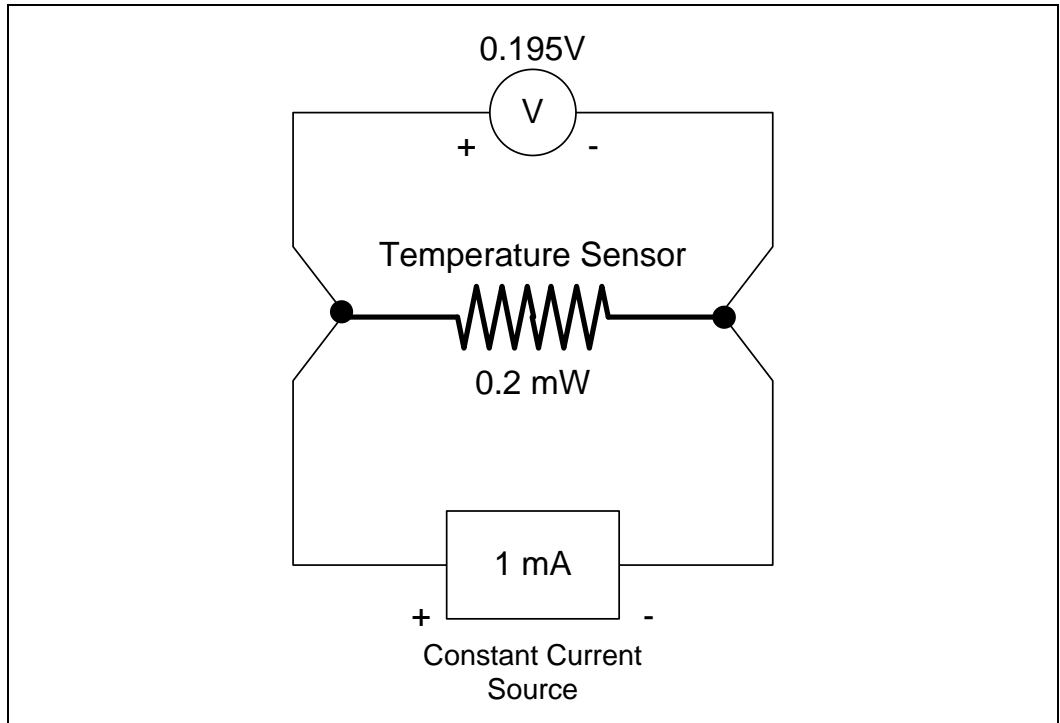 0.195V
V
+ -
Temperature Sensor
0.2 mW
1 mA
+ -
Constant Current
Source